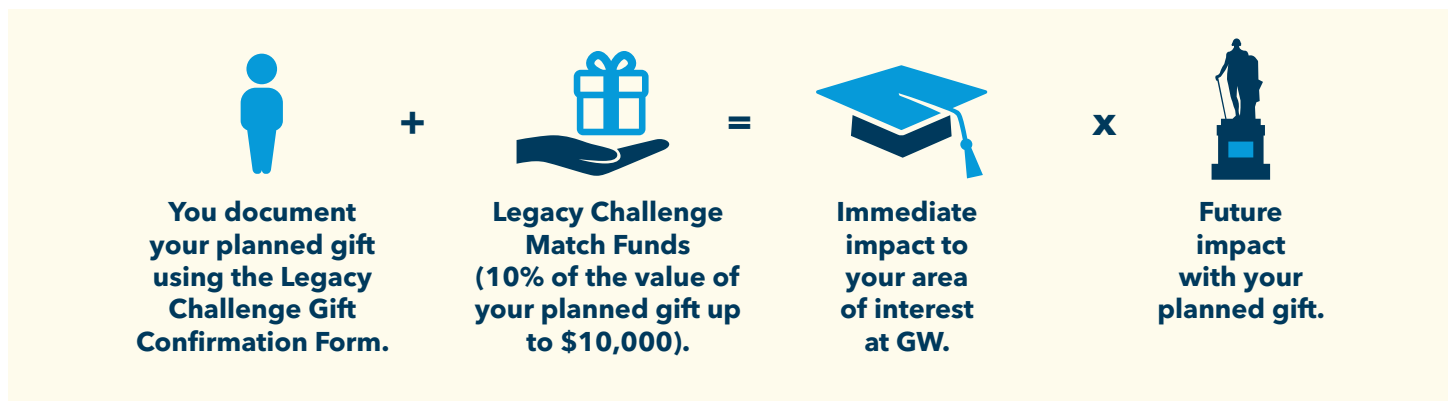 +
=
x
You document
your planned gift
using the Legacy
Challenge Gift
Confirmation Form.
Legacy Challenge
Match Funds
(10% of the value of
your planned gift up
to $10,000).
Immediate
impact to
your area
of interest
at GW.
Future
impact
with your
planned gift.